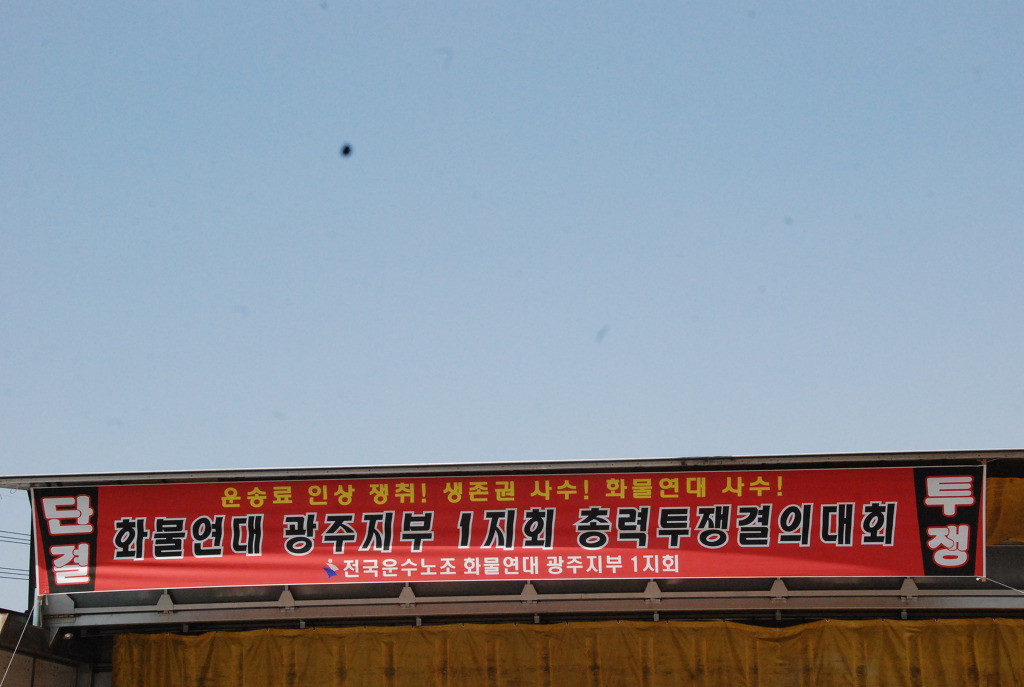 단결
운송료 인상 쟁취! 생존권 사수! 화물연대 사수!
화물연대 광주지부 1지회 총력투쟁결의대회
전국운수노조 화물연대 광주지부 1지회
투쟁